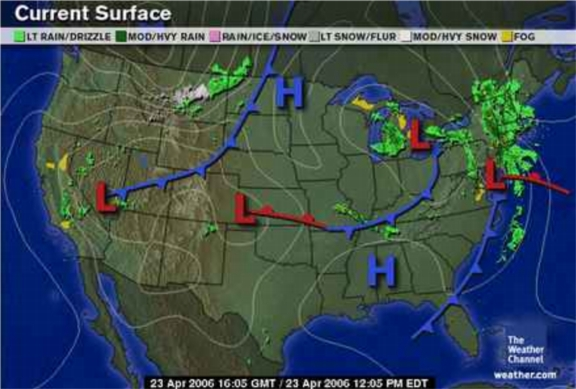 Current Surface
LT RAIN/DRIZZLE MOD/HVY RAIN RAIN/ICE/SNOW LT SNOW/FLUR MOD/HVY SNOW FOG
H
L
L
L
L
H
The
Weather
Channel
weather.com
23 Apr 2006 16:05 GMT / 23 Apr 2006 12:05 PM EDT